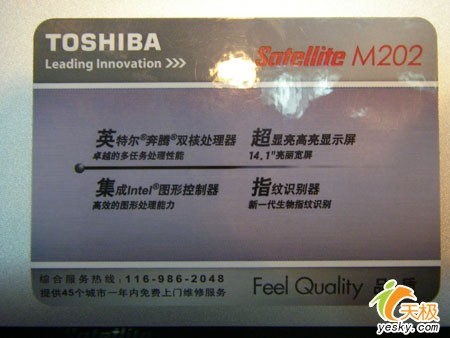 TOSHIBA
Leading Innovation >>>
Satellite M202
英特尔®奔腾®双核处理器
卓越的多任务处理性能
超显亮高亮显示屏
14.1"亮丽宽屏
集成Intel®图形控制器
高效的图形处理能力
指纹识别器
新一代生物指纹识别
综合服务热线:116-986-2048
提供45个城市一年内免费上门维修服务
Feel Quality 品质
天极
yesky.com
Satellite